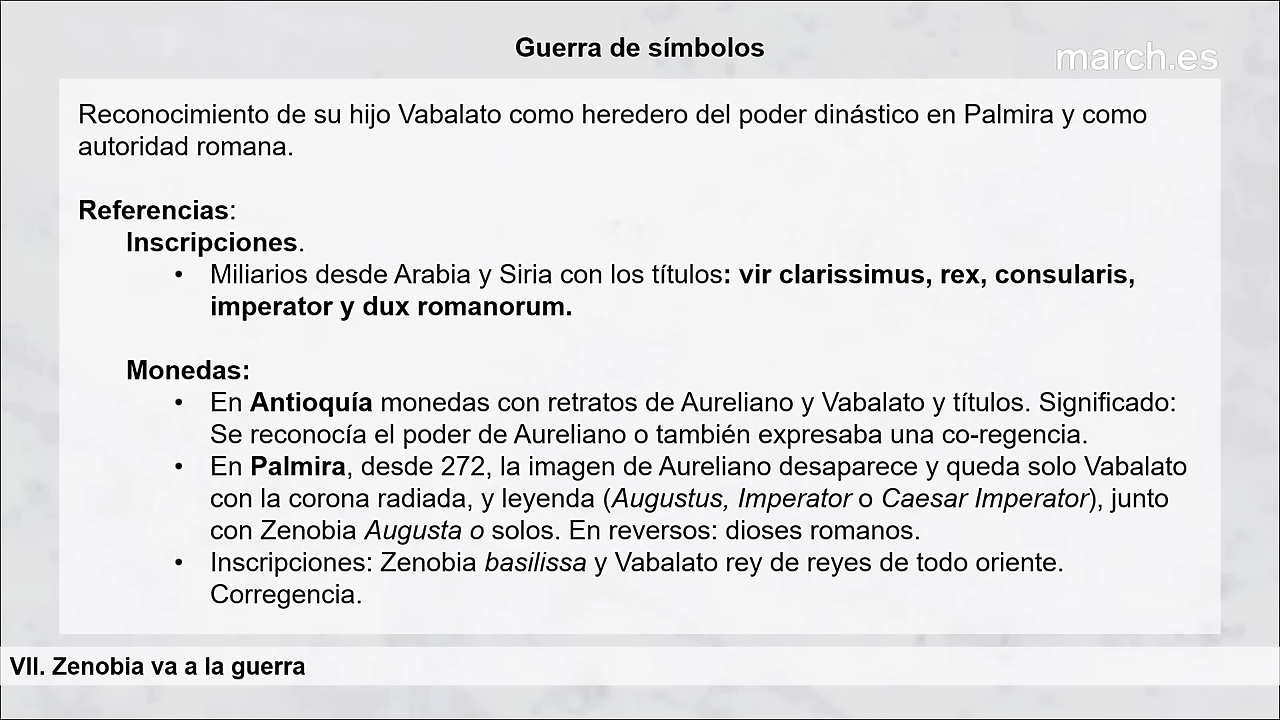 Guerra de símbolos
march.es
Reconocimiento de su hijo Vabalato como heredero del poder dinástico en Palmira y como
autoridad romana.
Referencias:
Inscripciones.
• Miliarios desde Arabia y Siria con los títulos: vir clarissimus, rex, consularis,
imperator y dux romanorum.
Monedas:
• En Antioquía monedas con retratos de Aureliano y Vabalato y títulos. Significado:
Se reconocía el poder de Aureliano o también expresaba una co-regencia.
• En Palmira, desde 272, la imagen de Aureliano desaparece y queda solo Vabalato
con la corona radiada, y leyenda (Augustus, Imperator o Caesar Imperator), junto
con Zenobia Augusta o solos. En reversos: dioses romanos.
• Inscripciones: Zenobia basilissa y Vabalato rey de reyes de todo oriente.
Corregencia.
VII. Zenobia va a la guerra